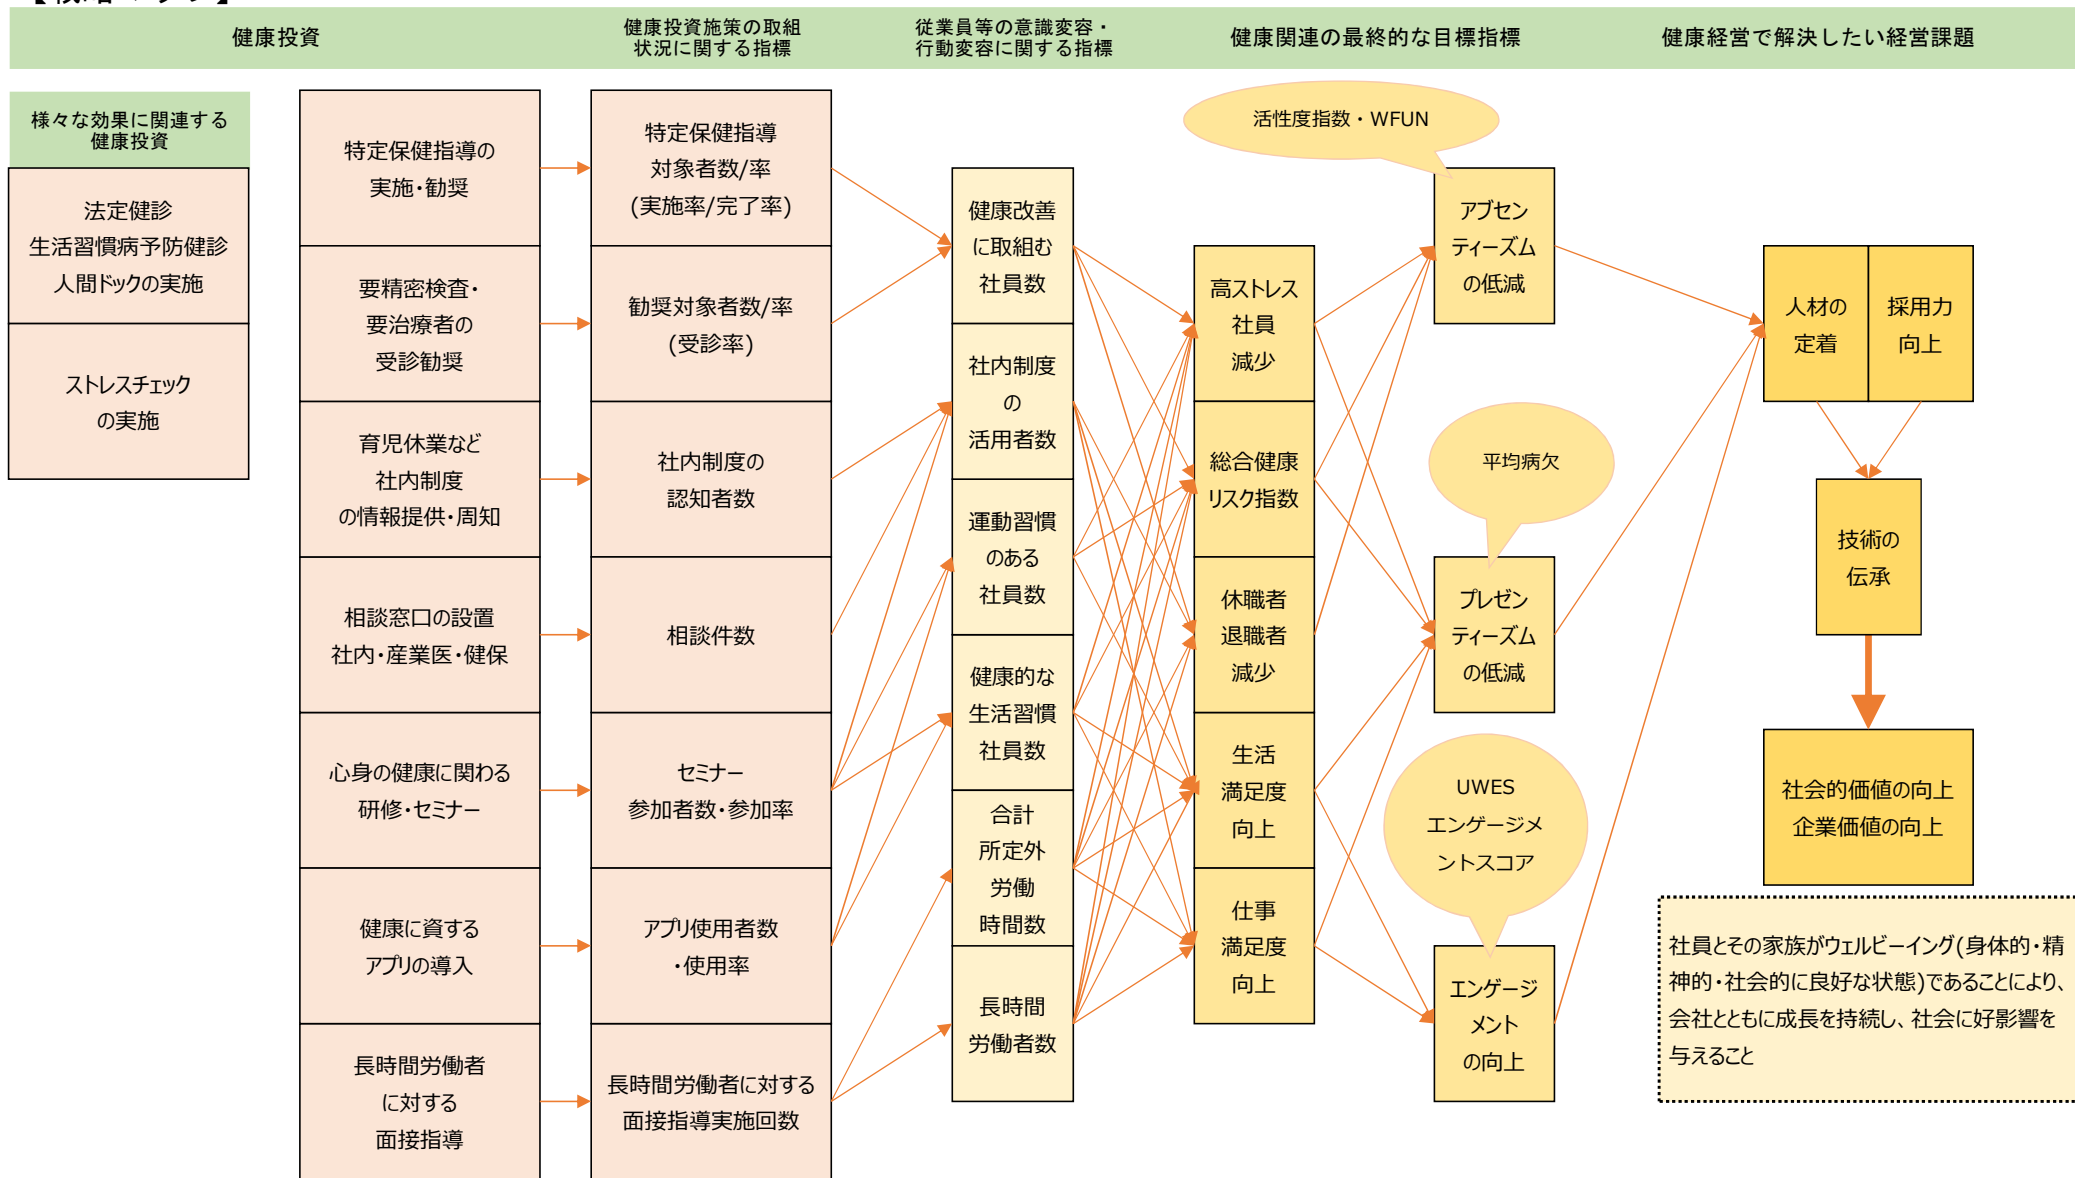 健康投資
健康投資施策の取組
状況に関する指標
従業員等の意識変容・
行動変容に関する指標
健康関連の最終的な目標指標
健康経営で解決したい経営課題
様々な効果に関連する
健康投資
法定健診
生活習慣病予防健診
人間ドックの実施
ストレスチェック
の実施
特定保健指導の
実施・勧奨
要精密検査・
要治療者の
受診勧奨
育児休業など
社内制度
の情報提供・周知
相談窓口の設置
社内・産業医・健保
心身の健康に関わる
研修・セミナー
健康に資する
アプリの導入
長時間労働者
に対する
面接指導
特定保健指導
対象者数/率
(実施率/完了率)
勧奨対象者数/率
(受診率)
社内制度の
認知者数
相談件数
セミナー
参加者数・参加率
アプリ使用者数
・使用率
長時間労働者に対する
面接指導実施回数
健康改善
に取組む
社員数
社内制度
の
活用者数
運動習慣
のある
社員数
健康的な
生活習慣
社員数
合計
所定外
労働
時間数
長時間
労働者数
高ストレス
社員
減少
総合健康
リスク指数
休職者
退職者
減少
生活
満足度
向上
仕事
満足度
向上
活性度指数・WFUN
アブセン
ティーズム
の低減
平均病欠
プレゼン
ティーズム
の低減
UWES
エンゲージメ
ントスコア
エンゲージ
メント
の向上
人材の
定着
採用力
向上
技術の
伝承
社会的価値の向上
企業価値の向上
社員とその家族がウェルビーイング(身体的・精
神的・社会的に良好な状態)であることにより、
会社とともに成長を持続し、社会に好影響を
与えること